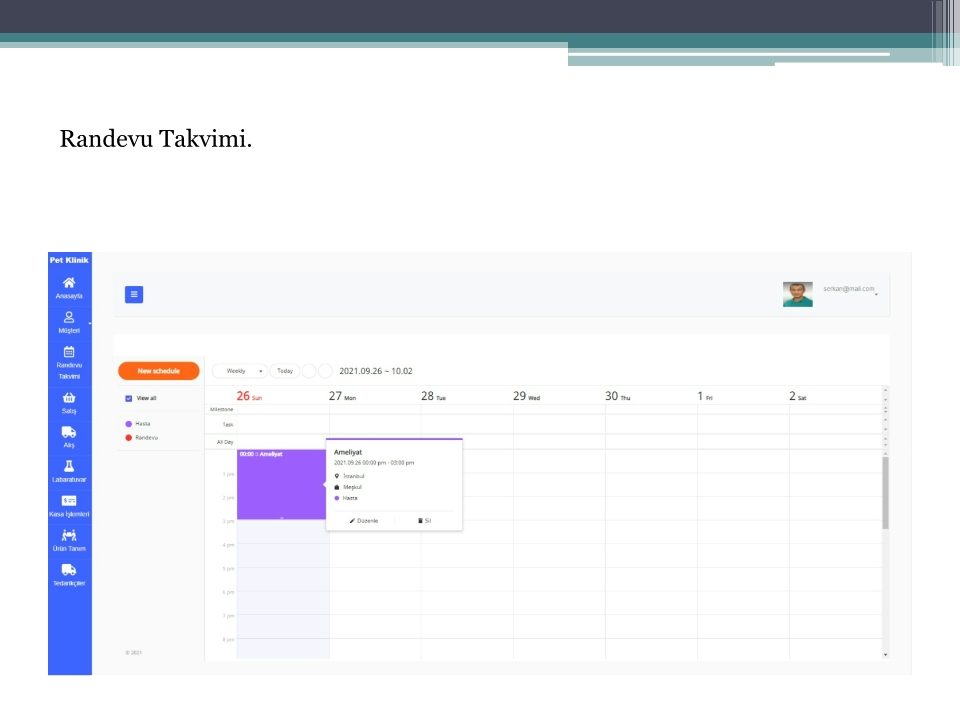 Randevu Takvimi.
Pet Klinik
Anasayfa
Müşteri
Randevu
Takvimi
Satış
Alış
Labaratuvar
Kasa İşlemleri
Ürün Tanım
Tedarikçiler
serkan@mail.com
New schedule
Weekly
Today
2021.09.26 ~ 10.02
View all
Hasta
Randevu
26 Sun
27 Mon
28 Tue
29 Wed
30 Thu
1 Fri
2 Sat
Milestone
Task
All Day
00:00
Ameliyat
1 pm
2 pm
3 pm
4 pm
5 pm
6 pm
7 pm
8 pm
Ameliyat
2021.09.26 00:00 pm - 03:00 pm
İstanbul
Meşkul
Hasta
Düzenle
Sil
© 2021